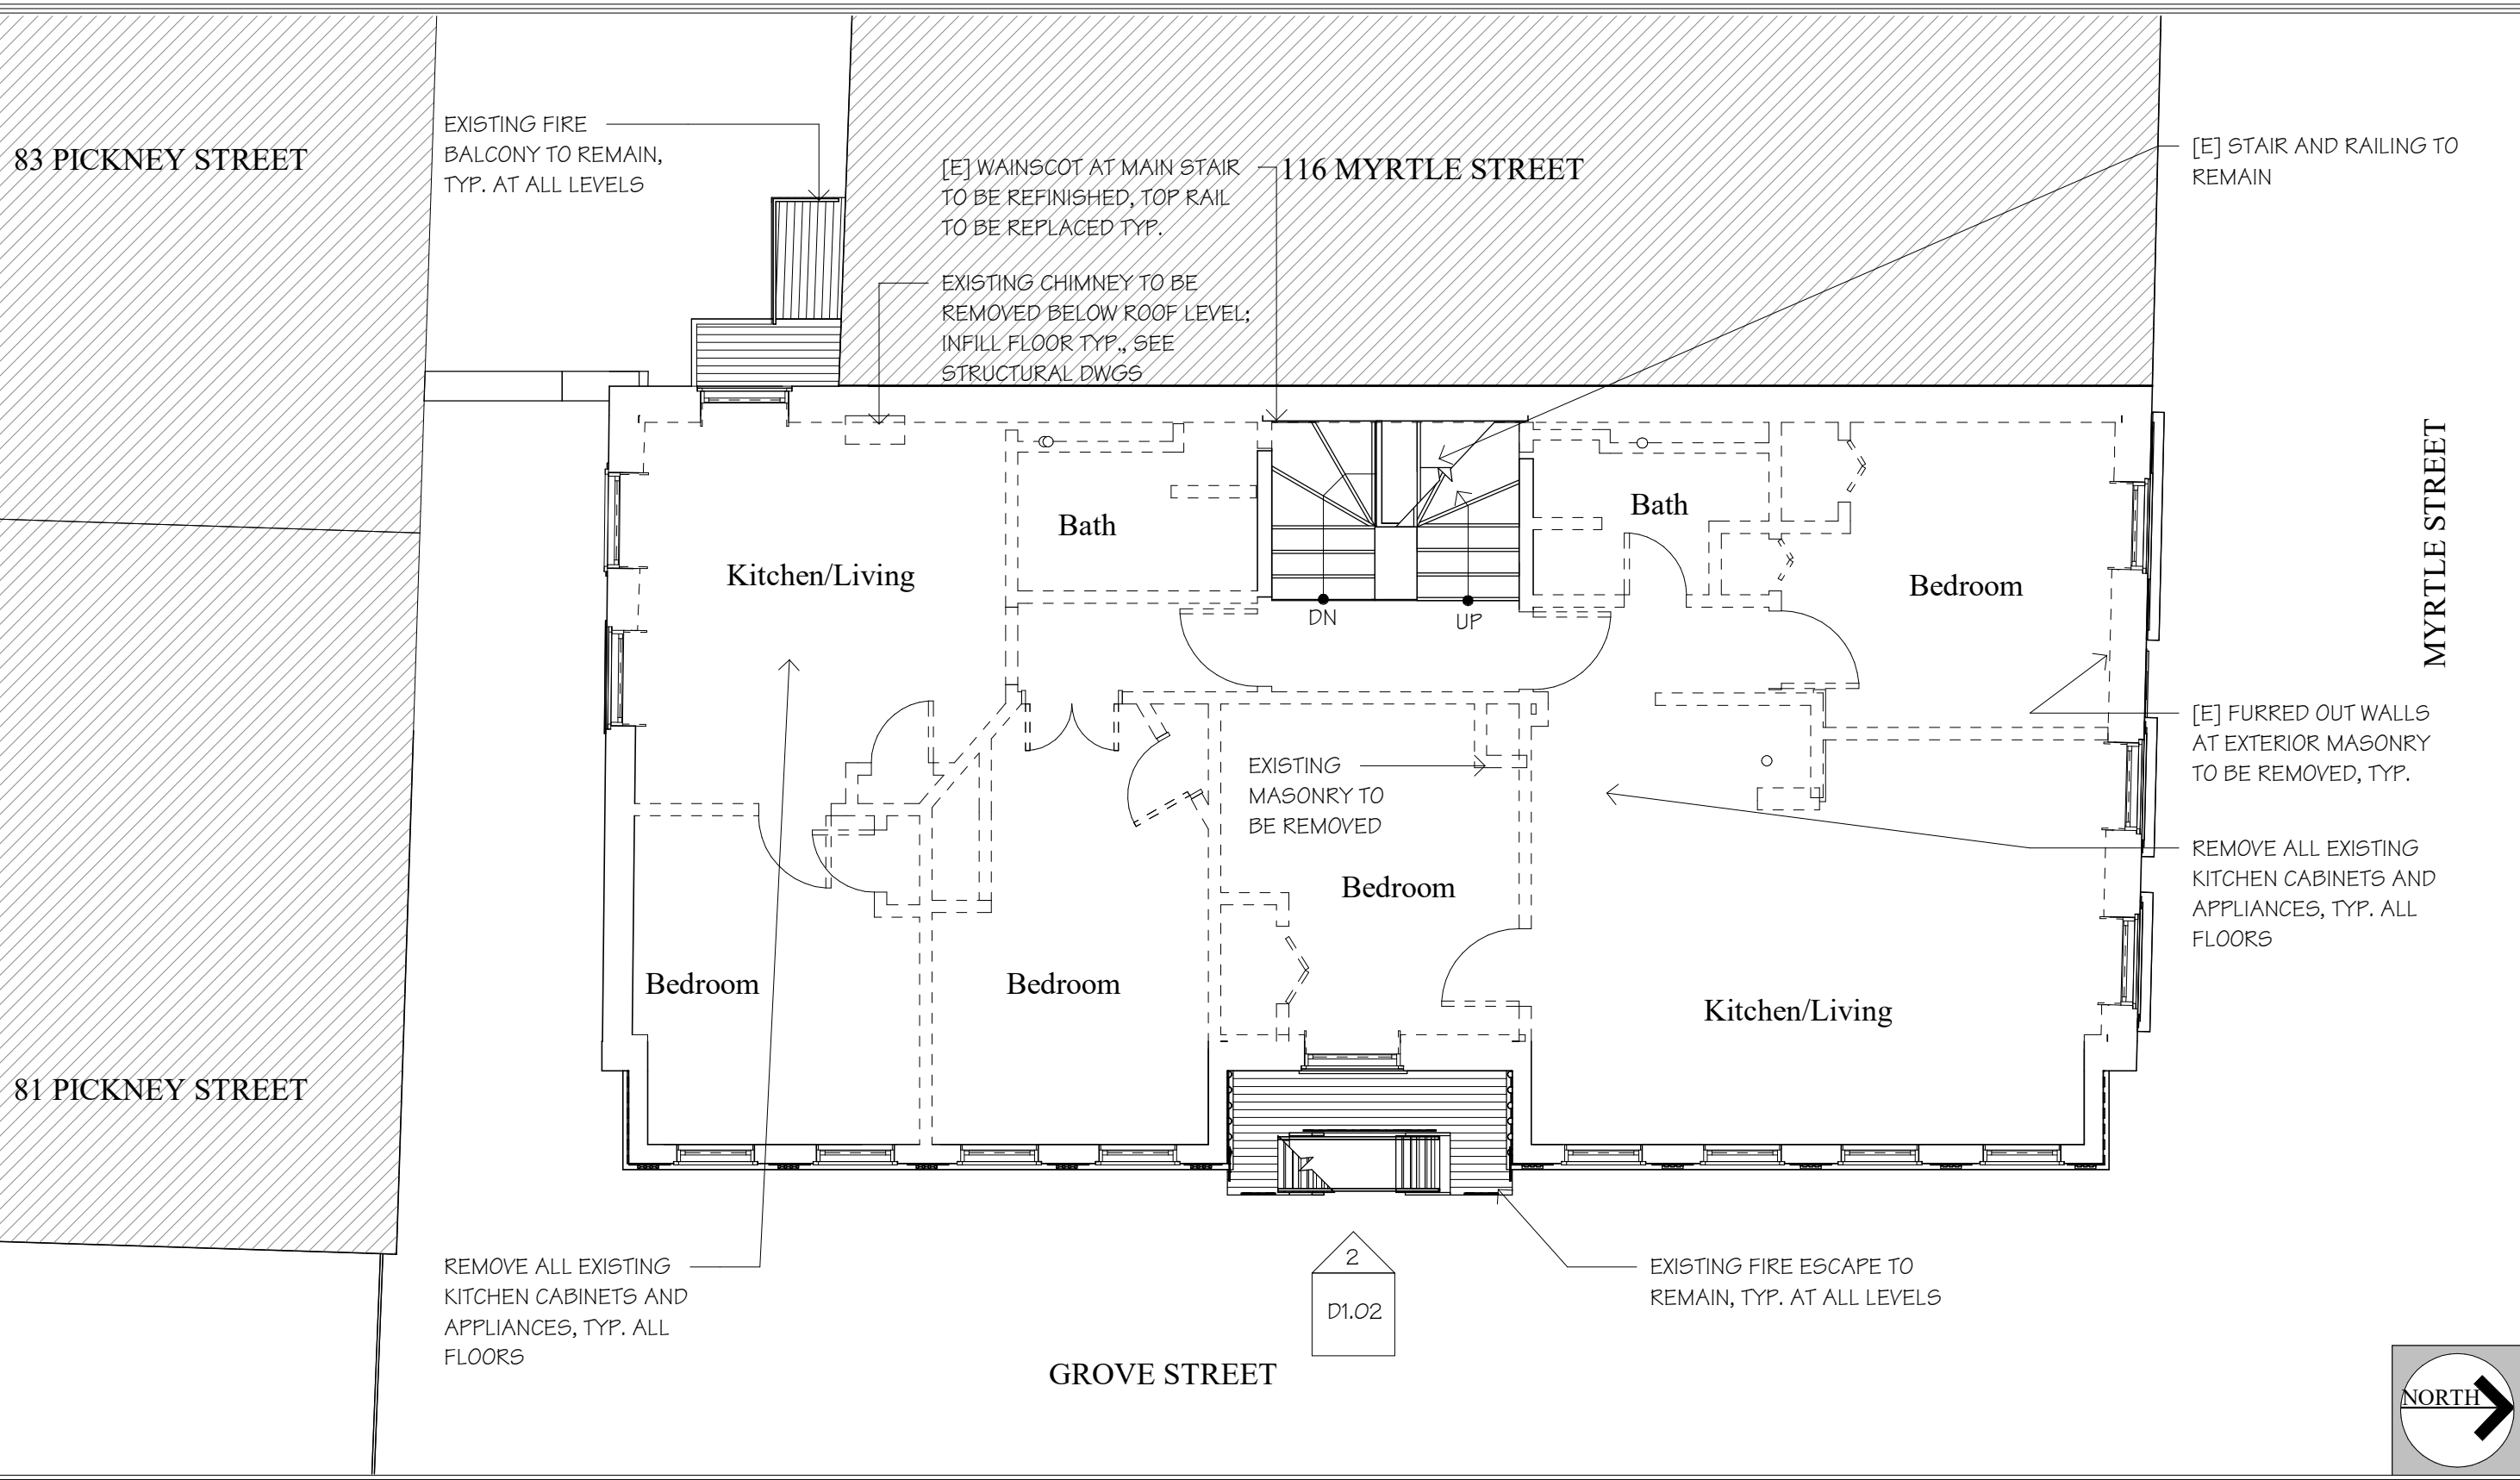 83 PICKNEY STREET
EXISTING FIRE
BALCONY TO REMAIN,
TYP. AT ALL LEVELS
[E] WAINSCOT AT MAIN STAIR
TO BE REFINISHED, TOP RAIL
TO BE REPLACED TYP.
116 MYRTLE STREET
[E] STAIR AND RAILING TO
REMAIN
EXISTING CHIMNEY TO BE
REMOVED BELOW ROOF LEVEL;
INFILL FLOOR TYP., SEE
STRUCTURAL DWGS
Kitchen/Living
Bath
DN
UP
Bath
Bedroom
MYRTLE STREET
[E] FURRED OUT WALLS
AT EXTERIOR MASONRY
TO BE REMOVED, TYP.
EXISTING
MASONRY TO
BE REMOVED
REMOVE ALL EXISTING
KITCHEN CABINETS AND
APPLIANCES, TYP. ALL
FLOORS
Bedroom
Bedroom
Bedroom
Kitchen/Living
81 PICKNEY STREET
REMOVE ALL EXISTING
KITCHEN CABINETS AND
APPLIANCES, TYP. ALL
FLOORS
2
D1.02
EXISTING FIRE ESCAPE TO
REMAIN, TYP. AT ALL LEVELS
GROVE STREET
NORTH